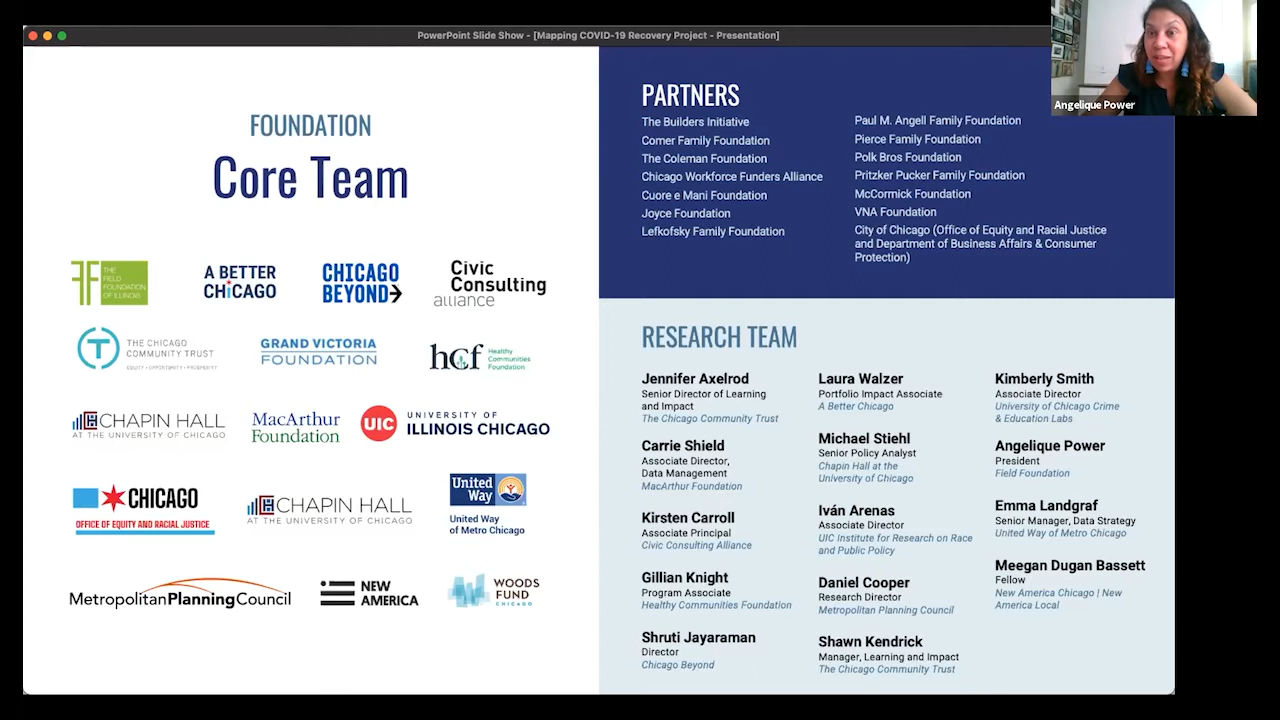 PowerPoint Slide Show - [Mapping COVID-19 Recovery Project - Presentation]
Angelique Power
FOUNDATION
Core Team
THE
FIELD
FOUNDATION
OF ILLINOIS
A BETTER
CHiCAGO
CHICAGO
BEYOND
Civic
Consulting
alliance
THE CHICAGO
COMMUNITY TRUST
EQUITY • OPPORTUNITY • PROSPERITY
GRAND VICTORIA
FOUNDATION
hcf
Healthy
Communities
Foundation
CHAPIN HALL
AT THE UNIVERSITY OF CHICAGO
MacArthur
Foundation
UIC
UNIVERSITY OF
ILLINOIS CHICAGO
CHICAGO
OFFICE OF EQUITY AND RACIAL JUSTICE
CHAPIN HALL
AT THE UNIVERSITY OF CHICAGO
United
Way
United Way
of Metro Chicago
MetropolitanPlanningCouncil
NEW
AMERICA
WOODS
FUND
CHICAGO
PARTNERS
The Builders Initiative
Comer Family Foundation
The Coleman Foundation
Chicago Workforce Funders Alliance
Cuore e Mani Foundation
Joyce Foundation
Lefkofsky Family Foundation
Paul M. Angell Family Foundation
Pierce Family Foundation
Polk Bros Foundation
Pritzker Pucker Family Foundation
McCormick Foundation
VNA Foundation
City of Chicago (Office of Equity and Racial Justice
and Department of Business Affairs & Consumer
Protection)
RESEARCH TEAM
Jennifer Axelrod
Senior Director of Learning
and Impact
The Chicago Community Trust
Carrie Shield
Associate Director,
Data Management
MacArthur Foundation
Kirsten Carroll
Associate Principal
Civic Consulting Alliance
Gillian Knight
Program Associate
Healthy Communities Foundation
Shruti Jayaraman
Director
Chicago Beyond
Laura Walzer
Portfolio Impact Associate
A Better Chicago
Michael Stiehl
Senior Policy Analyst
Chapin Hall at the
University of Chicago
Iván Arenas
Associate Director
UIC Institute for Research on Race
and Public Policy
Daniel Cooper
Research Director
Metropolitan Planning Council
Shawn Kendrick
Manager, Learning and Impact
The Chicago Community Trust
Kimberly Smith
Associate Director
University of Chicago Crime
& Education Labs
Angelique Power
President
Field Foundation
Emma Landgraf
Senior Manager, Data Strategy
United Way of Metro Chicago
Meegan Dugan Bassett
Fellow
New America Chicago | New
America Local